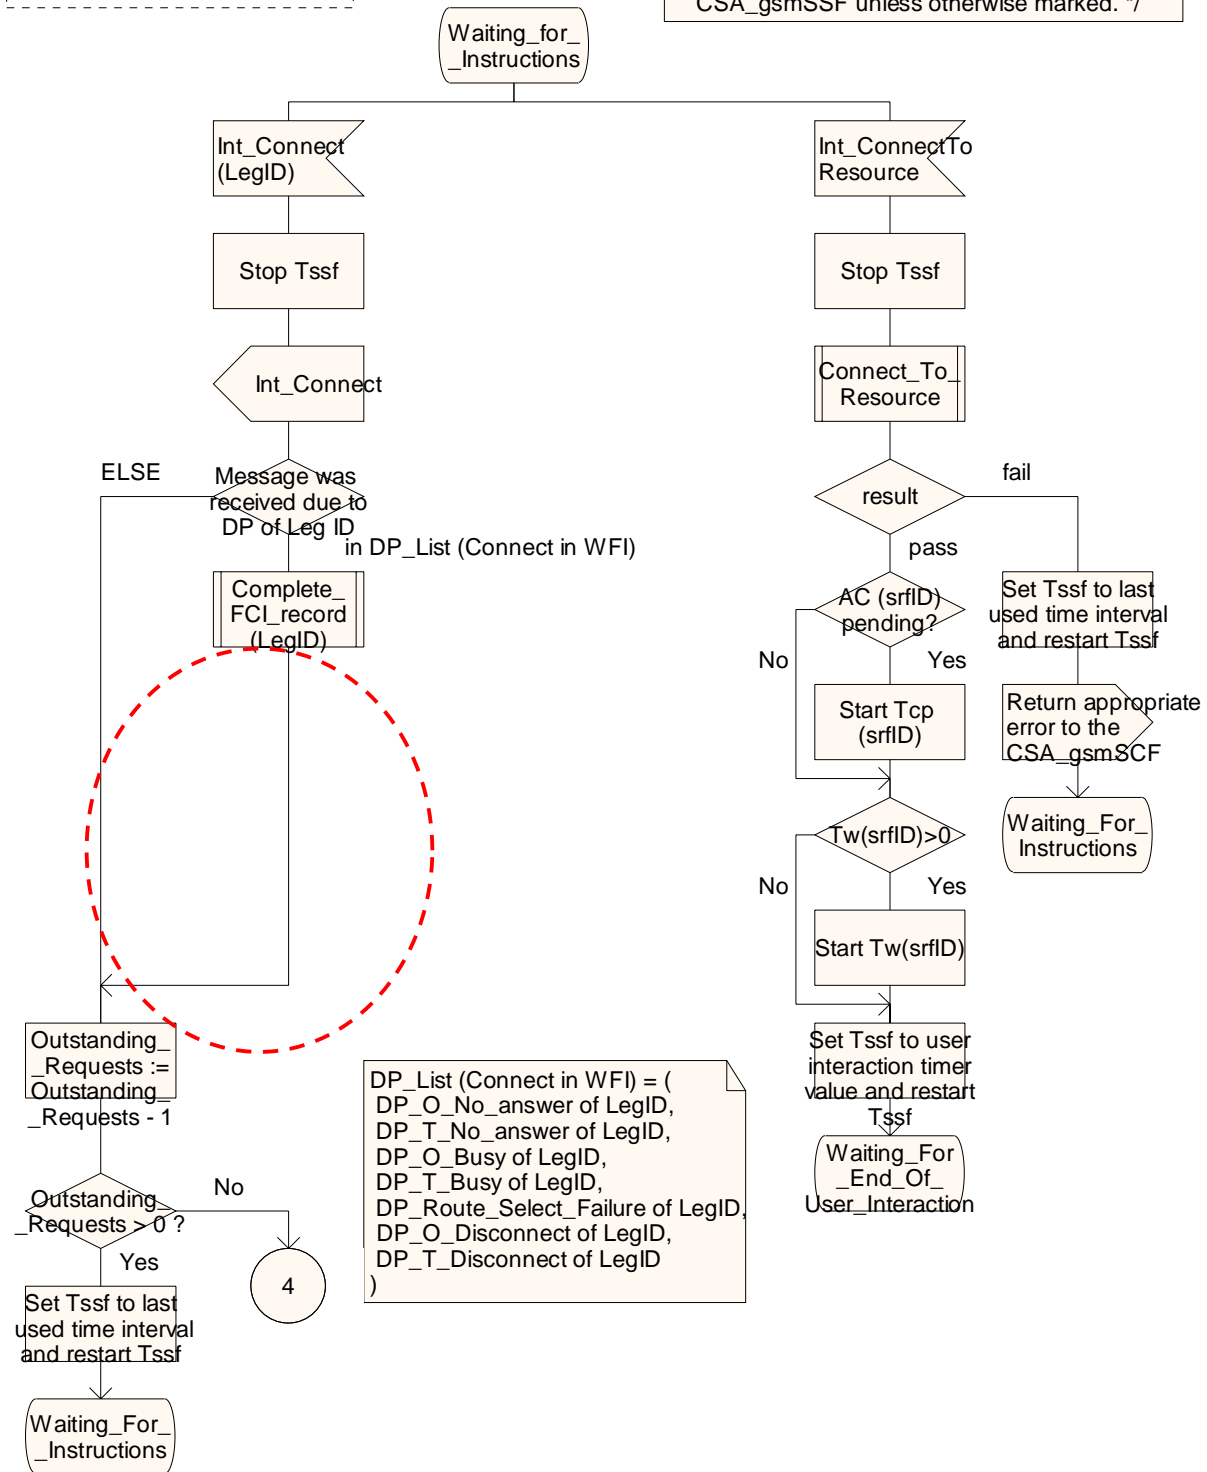 CSA_gsmSSF unless otherwise marked. */
Waiting_for_
_Instructions
Int_Connect
(LegID)
Stop Tssf
Int_Connect
ELSE
Message was
received due to
DP of Leg ID
in DP_List (Connect in WFI)
Complete_
FCI_record
(LegID)
Outstanding_
_Requests :=
Outstanding_
_Requests - 1
Outstanding_
_Requests > 0 ?
No
Yes
4
Set Tssf to last
used time interval
and restart Tssf
Waiting_For_
_Instructions
DP_List (Connect in WFI) = (
DP_O_No_answer of LegID,
DP_T_No_answer of LegID,
DP_O_Busy of LegID,
DP_T_Busy of LegID,
DP_Route_Select_Failure of LegID,
DP_O_Disconnect of LegID,
DP_T_Disconnect of LegID
)
Int_ConnectTo
Resource
Stop Tssf
Connect_To_
Resource
result
fail
pass
AC (srfID)
pending?
No
Yes
Start Tcp
(srfID)
Tw(srfID)>0
No
Yes
Start Tw(srfID)
Set Tssf to user
interaction timer
value and restart
Tssf
Waiting_For
_End_Of_
User_Interaction
Set Tssf to last
used time interval
and restart Tssf
Return appropriate
error to the
CSA_gsmSCF
Waiting_For_
Instructions